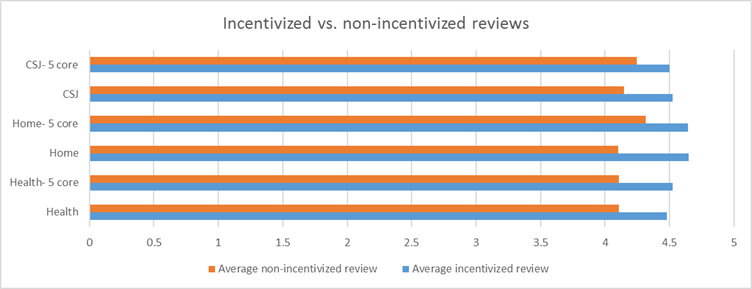 Incentivized vs. non-incentivized reviews
CSJ- 5 core
CSJ
Home- 5 core
Home
Health- 5 core
Health
0 0.5 1 1.5 2 2.5 3 3.5 4 4.5 5
Average non-incentivized review Average incentivized review